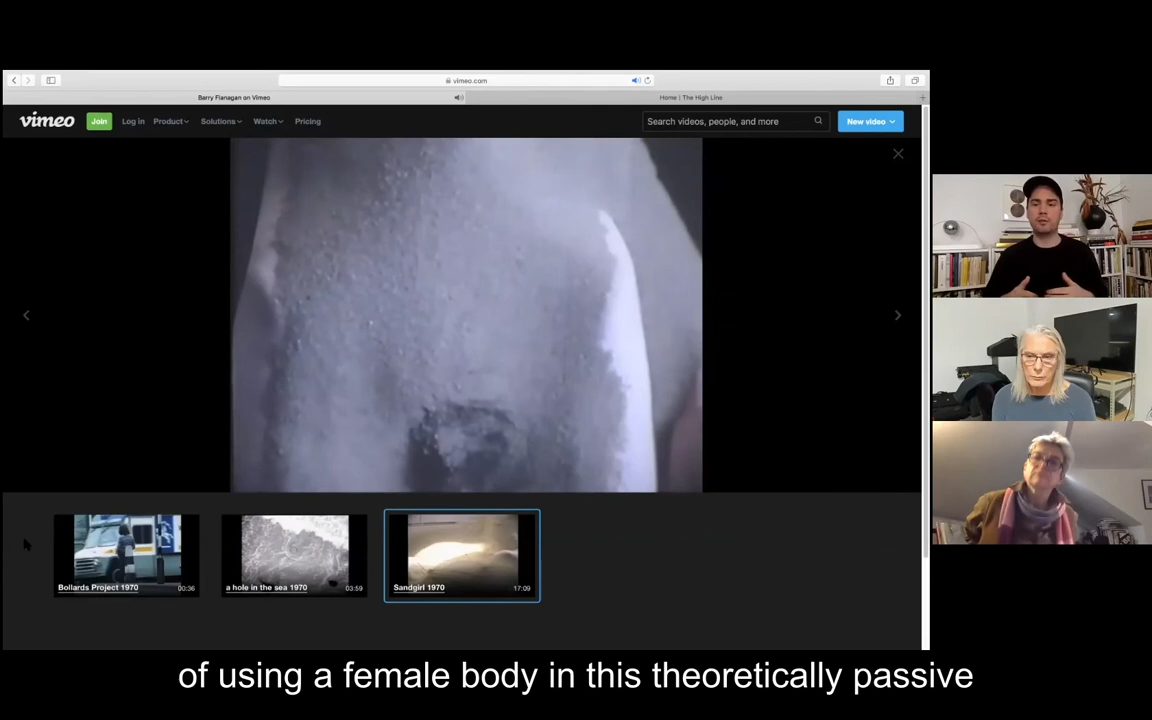 vimeo.com
Barry Flanagan on Vimeo
Home | The High Line
vimeo Join Log in Product Solutions Watch Pricing
Search videos, people, and more
New video
Bollards Project 1970 00:36
a hole in the sea 1970 03:59
Sandgirl 1970 17:09
of using a female body in this theoretically passive